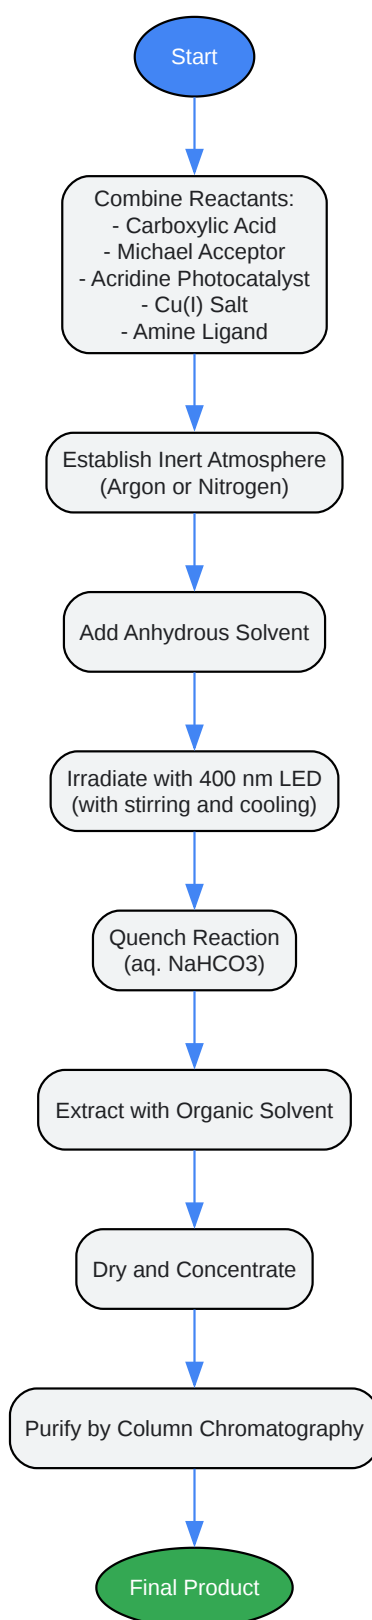 Start
Combine Reactants:
- Carboxylic Acid
- Michael Acceptor
- Acridine Photocatalyst
- Cu(I) Salt
- Amine Ligand
Establish Inert Atmosphere
(Argon or Nitrogen)
Add Anhydrous Solvent
Irradiate with 400 nm LED
(with stirring and cooling)
Quench Reaction
(aq. NaHCO3)
Extract with Organic Solvent
Dry and Concentrate
Purify by Column Chromatography
Final Product